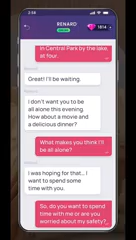 2:58
RENARD
1814
in Central Park by the lake
at four
Great! I'll be waiting.
I don't want you to be
all alone this evening.
How about a movie and
a delicious dinner?
What makes you think I'll
be all alone?
I was hoping for that... I
want to spend some
time with you.
So, do you want to spend
time with me or are you
worried about my safety?